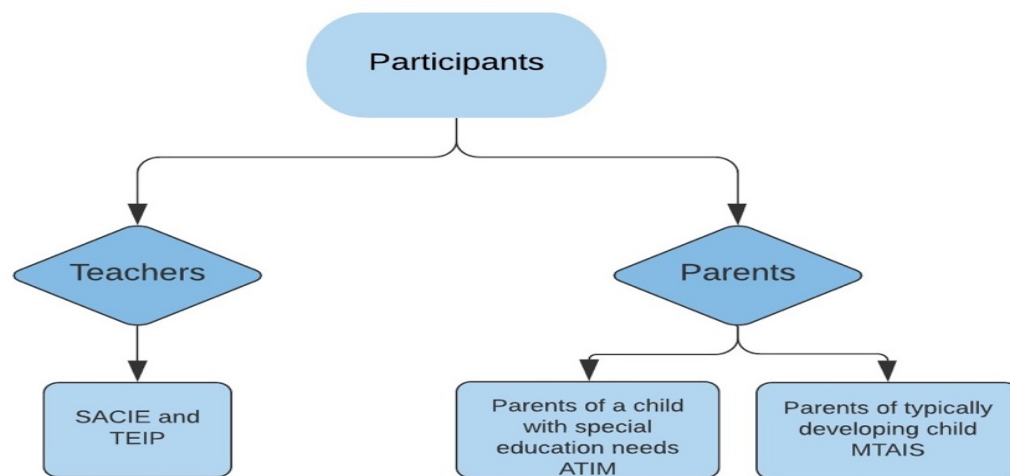 Participants
Teachers
Parents
SACIE and
TEIP
Parents of a child
with special
education needs
ATIM
Parents of typically
developing child
MTAIS